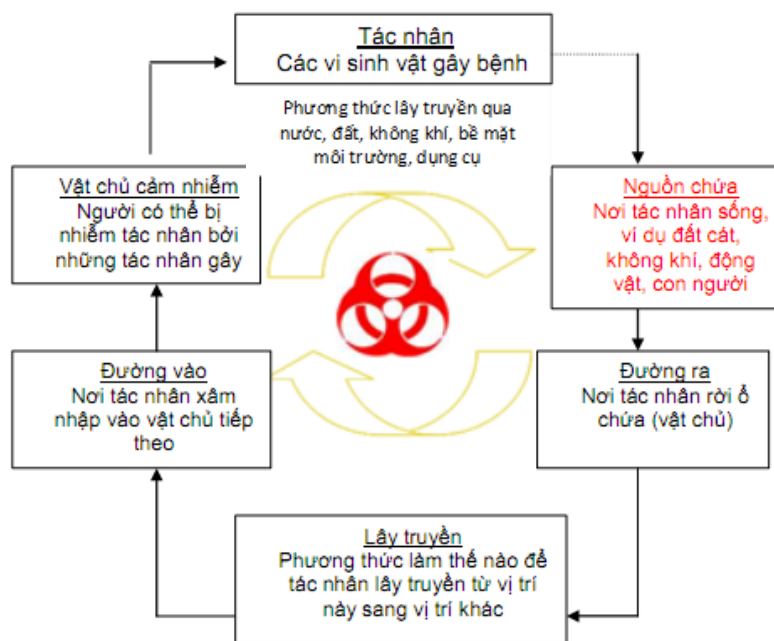 Tác nhân
Các vi sinh vật gây bệnh
Phương thức lây truyền qua
nước, đất, không khí, bề mặt
môi trường, dụng cụ
Vật chủ cảm nhiễm
Người có thể bị
nhiễm tác nhân bởi
những tác nhân gây
Nguồn chứa
Nơi tác nhân sống,
ví dụ đất cát,
không khí, động
vật, con người
Đường vào
Nơi tác nhân xâm
nhập vào vật chủ tiếp
theo
Đường ra
Nơi tác nhân rời ổ
chứa (vật chủ)
Lây truyền
Phương thức làm thế nào để
tác nhân lây truyền từ vị trí
này sang vị trí khác